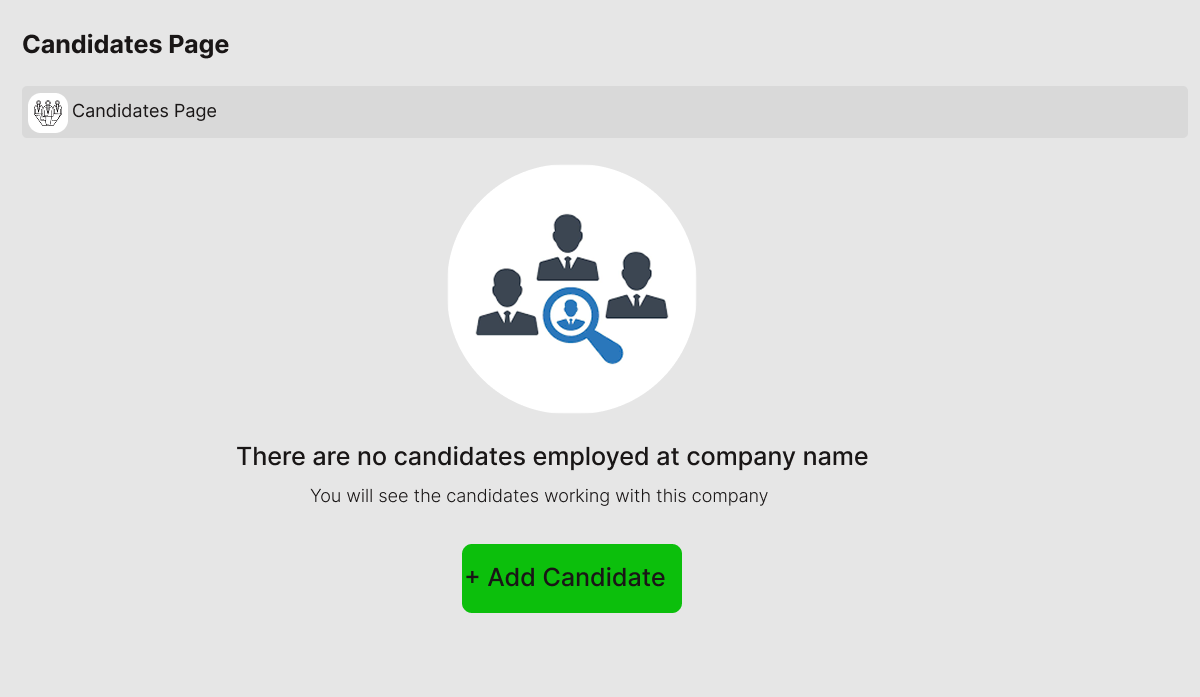 Candidates Page
Candidates Page
There are no candidates employed at company name
You will see the candidates working with this company
+ Add Candidate